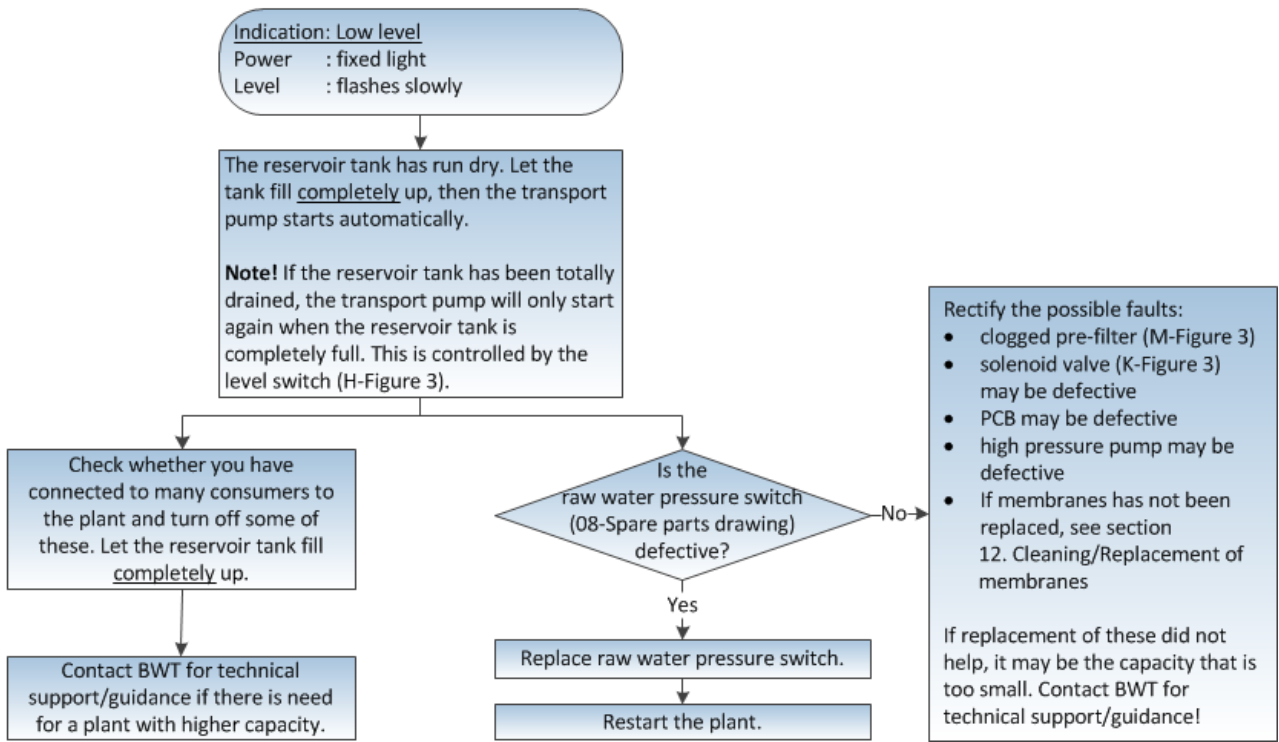 Indication: Low level
Power : fixed light
Level : flashes slowly
The reservoir tank has run dry. Let the
tank fill completely up, then the transport
pump starts automatically.
Note! If the reservoir tank has been totally
drained, the transport pump will only start
again when the reservoir tank is
completely full. This is controlled by the
level switch (H-Figure 3).
Check whether you have
connected to many consumers to
the plant and turn off some of
these. Let the reservoir tank fill
completely up.
Contact BWT for technical
support/guidance if there is need
for a plant with higher capacity.
Is the
raw water pressure switch
(08-Spare parts drawing)
defective?
Yes
Replace raw water pressure switch.
Restart the plant.
No
Rectify the possible faults:
• clogged pre-filter (M-Figure 3)
• solenoid valve (K-Figure 3)
may be defective
• PCB may be defective
• high pressure pump may be
defective
• If membranes has not been
replaced, see section
12. Cleaning/Replacement of
membranes
If replacement of these did not
help, it may be the capacity that is
too small. Contact BWT for
technical support/guidance!